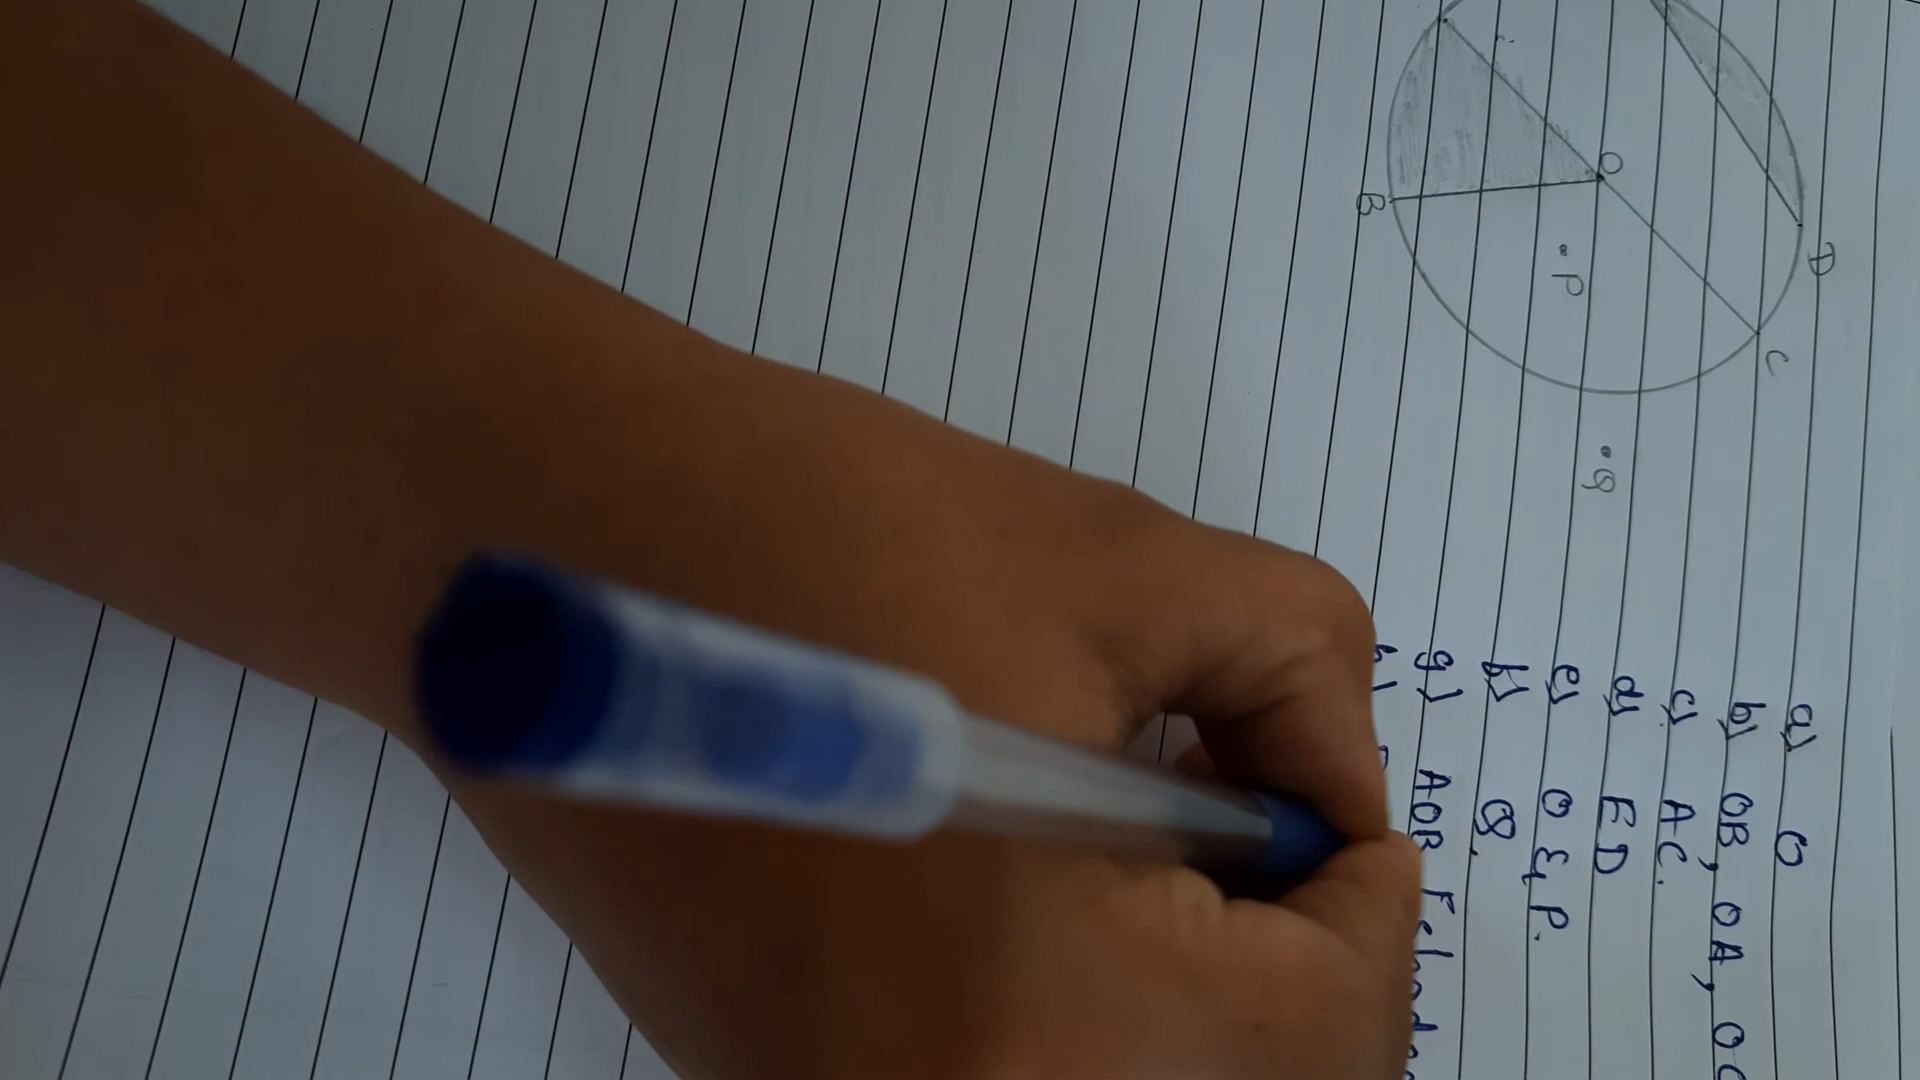 D
C
O
B
P
Q
a) O
b) OB, OA, OC
c) AC.
d) ED
e) O & P.
f) Q.
g) AOB
h)